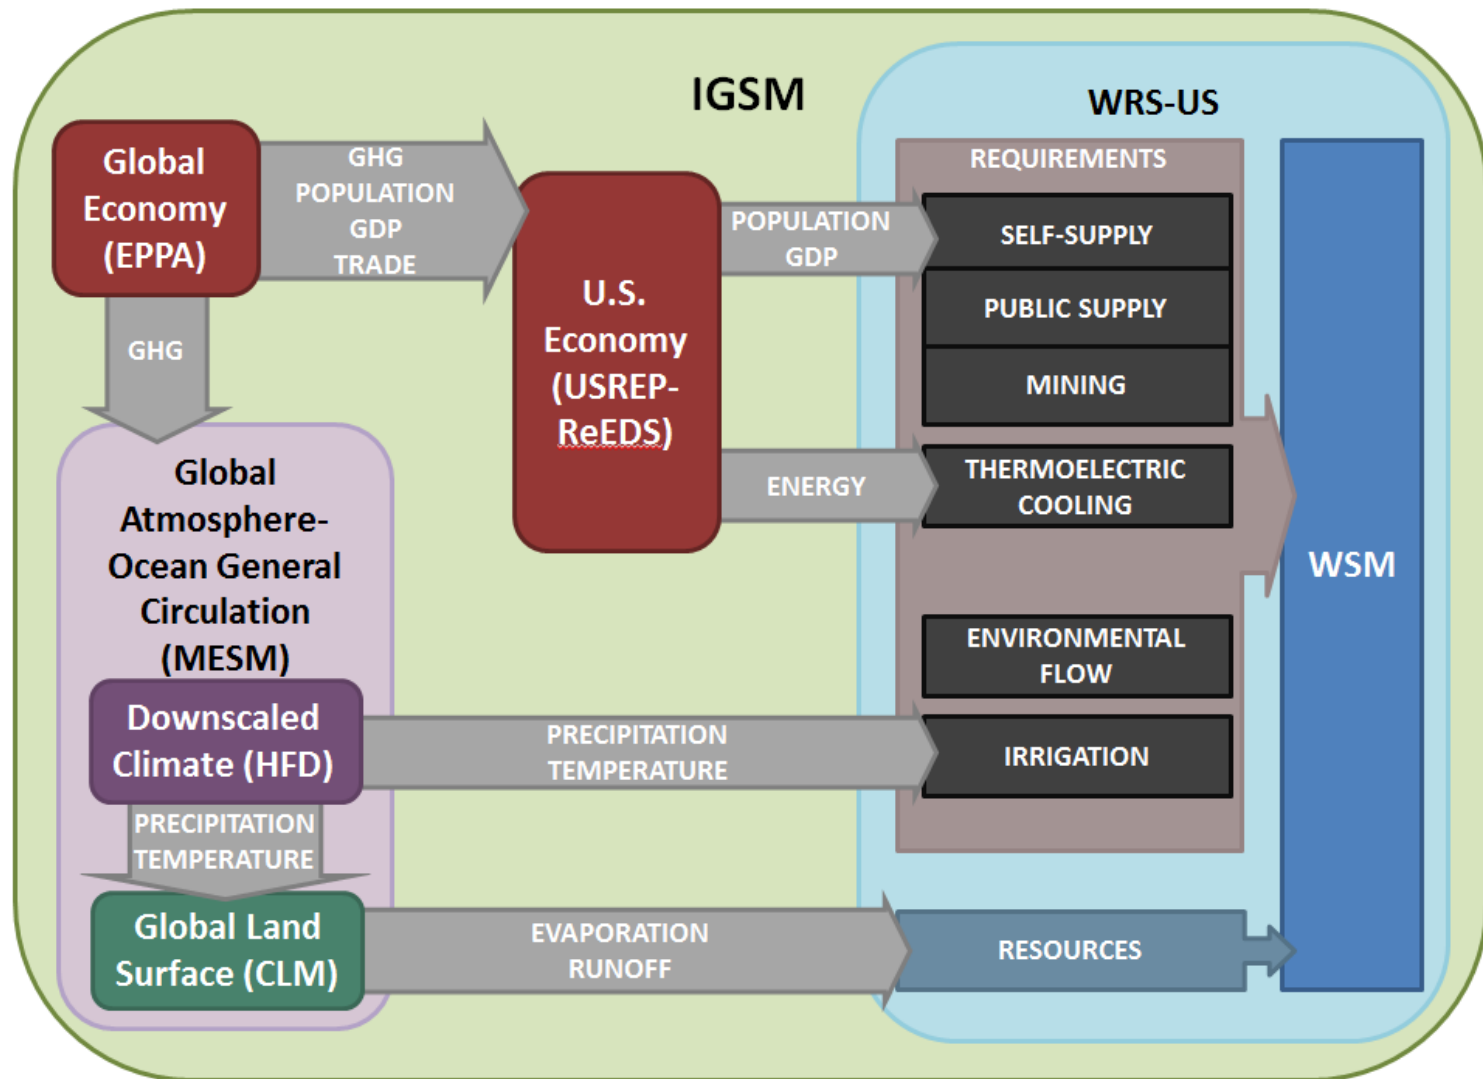 IGSM
WRS-US
Global
Economy
(EPPA)
GHG
POPULATION
GDP
TRADE
GHG
U.S.
Economy
(USREP-
ReEDS)
POPULATION
GDP
ENERGY
REQUIREMENTS
SELF-SUPPLY
PUBLIC SUPPLY
MINING
THERMOELECTRIC
COOLING
ENVIRONMENTAL
FLOW
IRRIGATION
WSM
Global
Atmosphere-
Ocean General
Circulation
(MESM)
Downscaled
Climate (HFD)
PRECIPITATION
TEMPERATURE
PRECIPITATION
TEMPERATURE
Global Land
Surface (CLM)
EVAPORATION
RUNOFF
RESOURCES